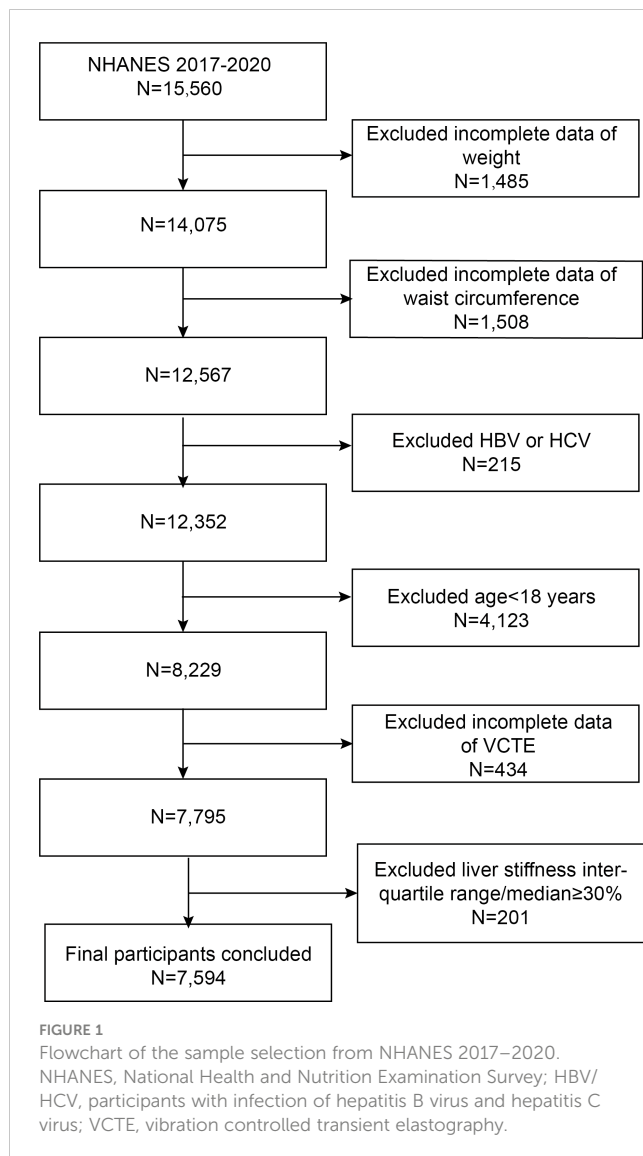 NHANES 2017-2020
N=15,560
Excluded incomplete data of
weight
N=1,485
N=14,075
Excluded incomplete data of
waist circumference
N=1,508
N=12,567
Excluded HBV or HCV
N=215
N=12,352
Excluded age<18 years
N=4,123
N=8,229
Excluded incomplete data
of VCTE
N=434
N=7,795
Excluded liver stiffness inter-
quartile range/median≥30%
N=201
Final participants concluded
N=7,594
FIGURE 1
Flowchart of the sample selection from NHANES 2017–2020.
NHANES, National Health and Nutrition Examination Survey; HBV/
HCV, participants with infection of hepatitis B virus and hepatitis C
virus; VCTE, vibration controlled transient elastography.